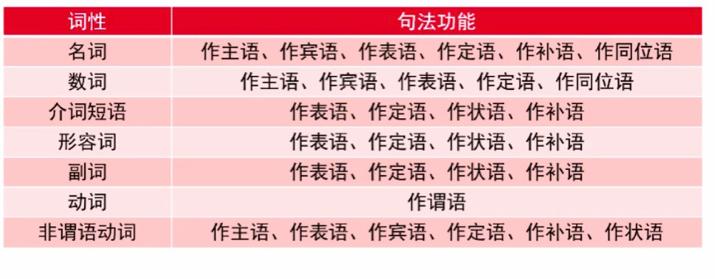 词性 句法功能
名词 作主语、作宾语、作表语、作定语、作补语、作同位语
数词 作主语、作宾语、作表语、作定语、作同位语
介词短语 作表语、作定语、作状语、作补语
形容词 作表语、作定语、作状语、作补语
副词 作表语、作定语、作状语、作补语
动词 作谓语
非谓语动词 作主语、作表语、作宾语、作定语、作补语、作状语